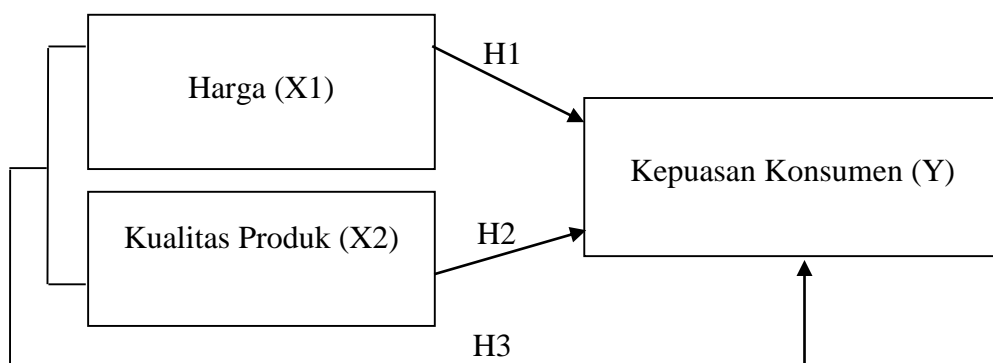 Harga (X1)
H1
Kepuasan Konsumen (Y)
Kualitas Produk (X2)
H2
H3